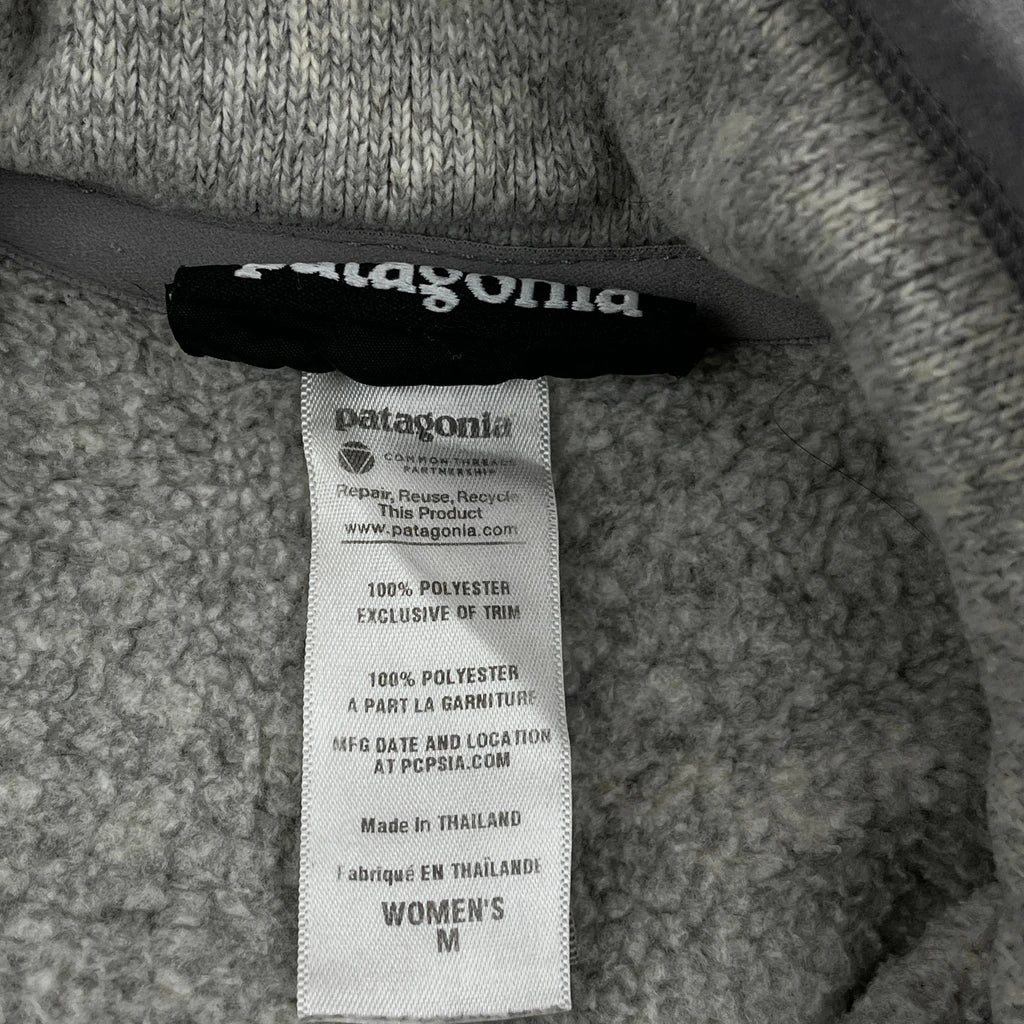 patagonia
patagonia
COMMON THREADS
PARTNERSHIP
Repair, Reuse, Recycle
This Product
www.patagonia.com
100% POLYESTER
EXCLUSIVE OF TRIM
100% POLYESTER
A PART LA GARNITURE
MFG DATE AND LOCATION
AT PCPSIA.COM
Made in THAILAND
Fabriqué EN THAÏLANDE
WOMEN'S
M